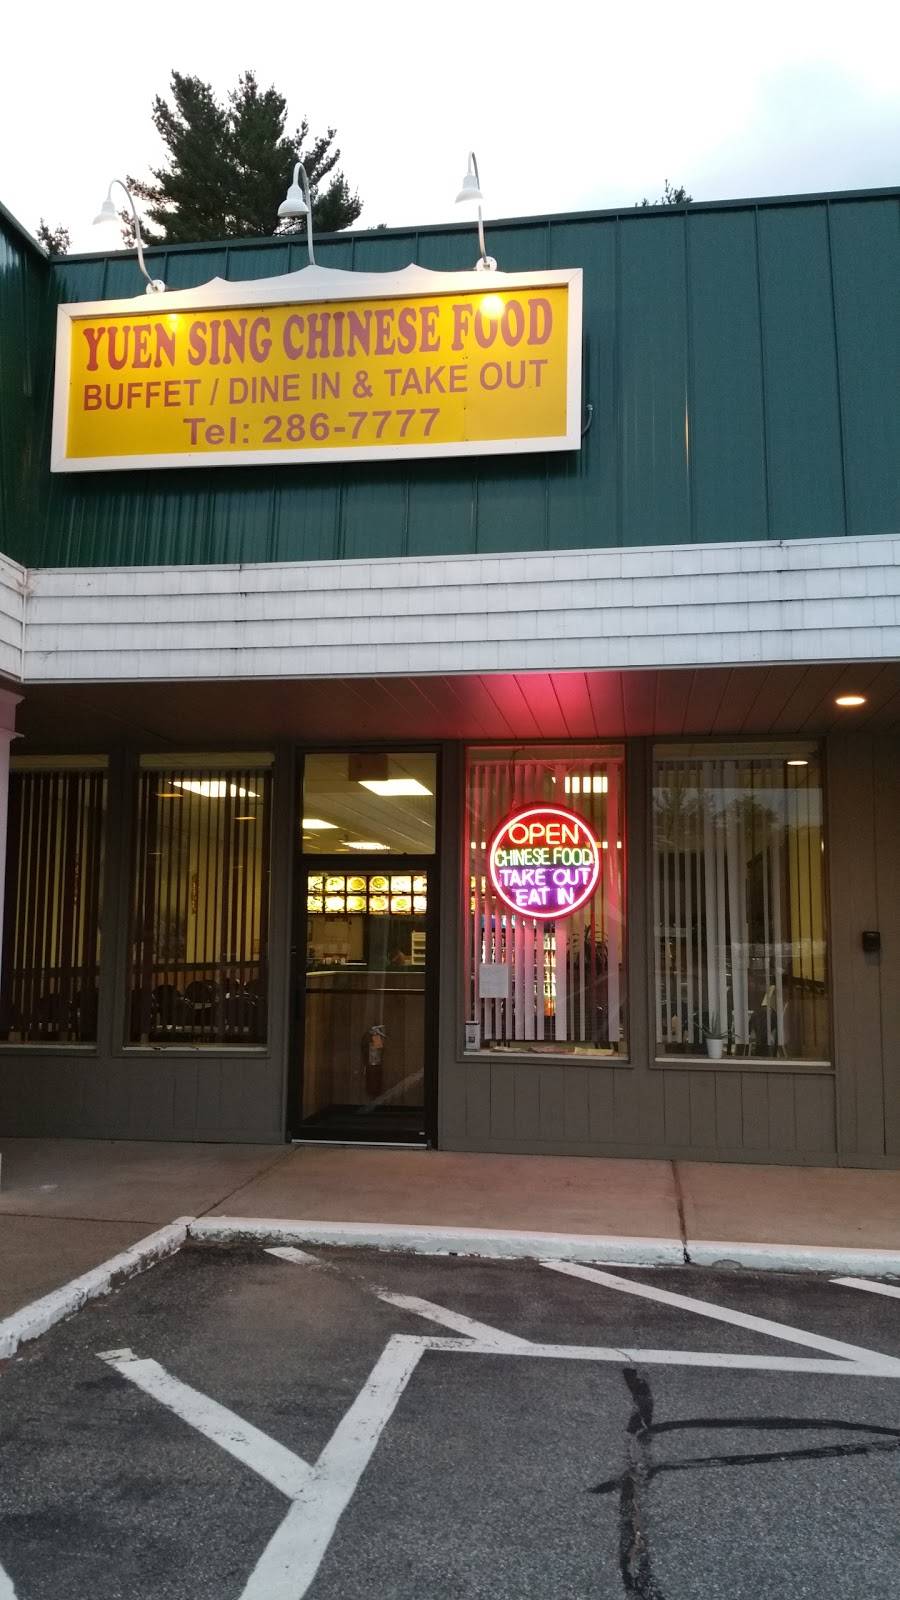 YUEN SING CHINESE FOOD
BUFFET / DINE IN & TAKE OUT
Tel: 286-7777
OPEN
CHINESE FOOD
TAKE OUT
EAT IN